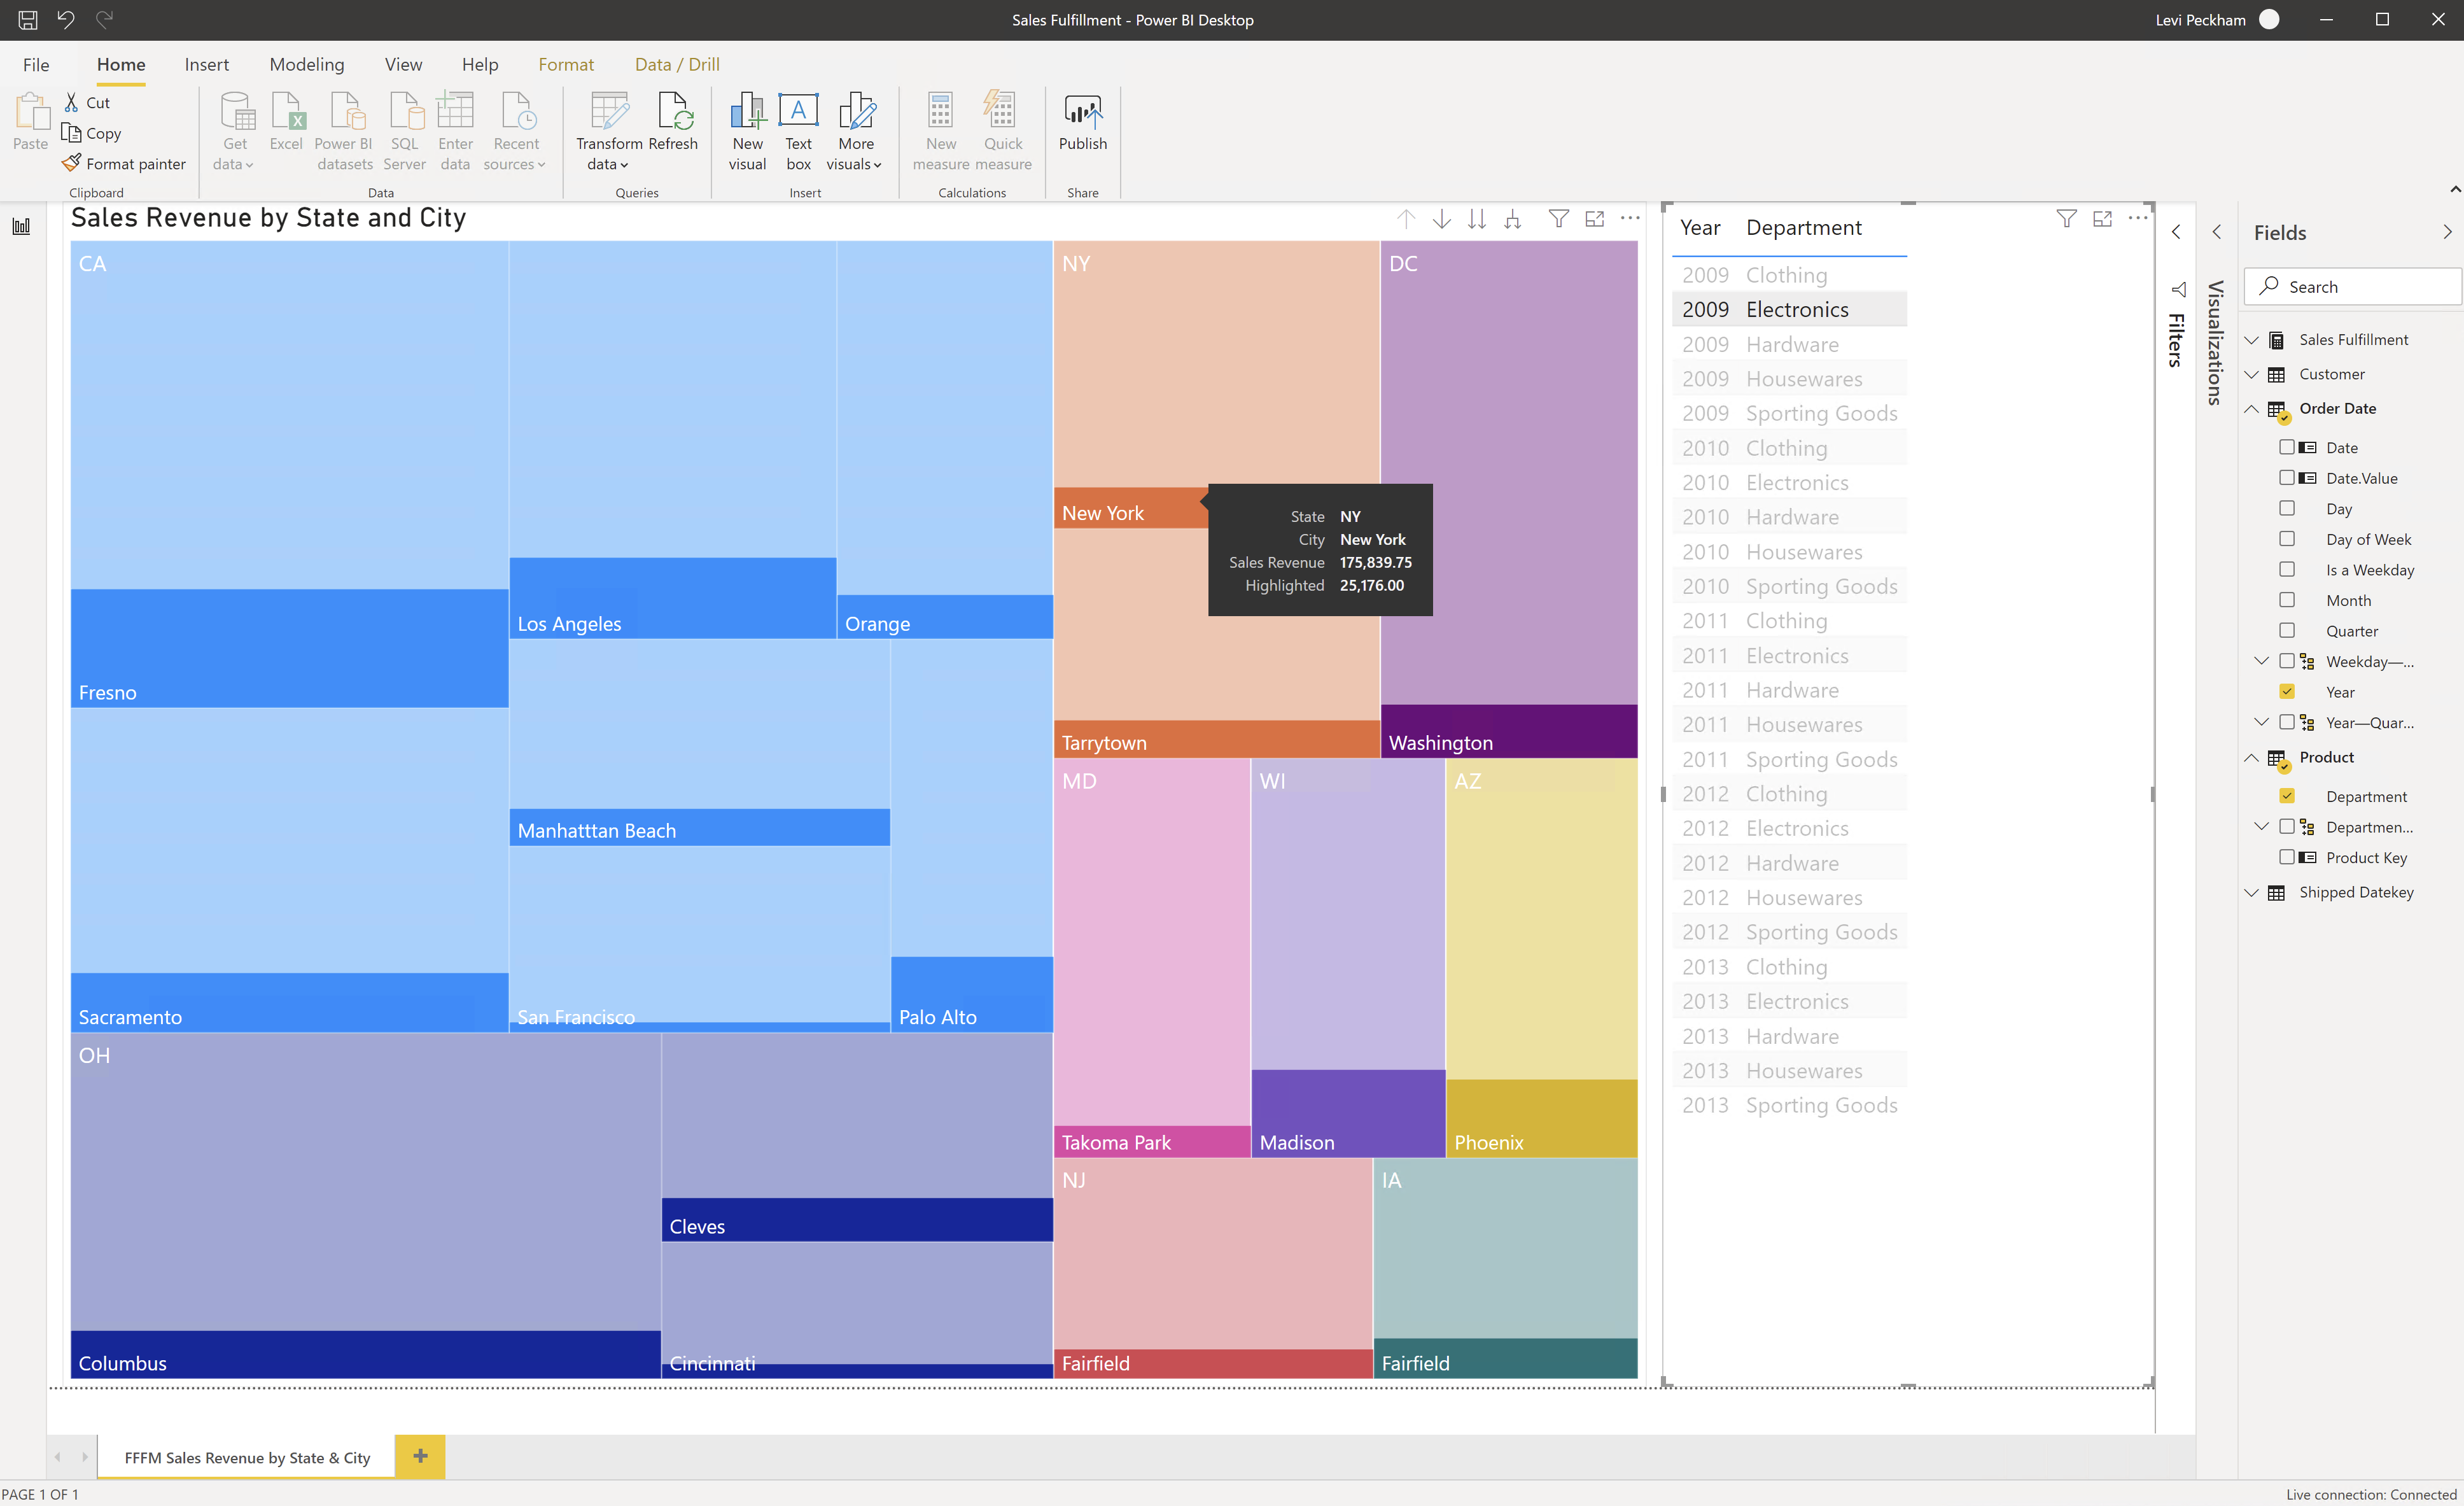 Sales Fulfillment - Power BI Desktop
Levi Peckham
File Home Insert Modeling View Help Format Data / Drill
Paste
Cut
Copy
Format painter
Clipboard
Get data
Excel
Power BI datasets
SQL Server
Enter data
Recent sources
Data
Transform data
Refresh
Queries
New visual
Text box
More visuals
Insert
New measure
Quick measure
Calculations
Publish
Share
Sales Revenue by State and City
CA
Fresno
Sacramento
Los Angeles
Orange
Manhatttan Beach
San Francisco
Palo Alto
OH
Columbus
Cleves
Cincinnati
NY
New York
Tarrytown
DC
Washington
State NY
City New York
Sales Revenue 175,839.75
Highlighted 25,176.00
MD
Takoma Park
WI
Madison
AZ
Phoenix
NJ
Fairfield
IA
Fairfield
Year Department
2009 Clothing
2009 Electronics
2009 Hardware
2009 Housewares
2009 Sporting Goods
2010 Clothing
2010 Electronics
2010 Hardware
2010 Housewares
2010 Sporting Goods
2011 Clothing
2011 Electronics
2011 Hardware
2011 Housewares
2011 Sporting Goods
2012 Clothing
2012 Electronics
2012 Hardware
2012 Housewares
2012 Sporting Goods
2013 Clothing
2013 Electronics
2013 Hardware
2013 Housewares
2013 Sporting Goods
Filters
Visualizations
Fields
Search
Sales Fulfillment
Customer
Order Date
Date
Date.Value
Day
Day of Week
Is a Weekday
Month
Quarter
Weekday—...
Year
Year—Quar...
Product
Department
Departmen...
Product Key
Shipped Datekey
FFFM Sales Revenue by State & City
PAGE 1 OF 1
Live connection: Connected